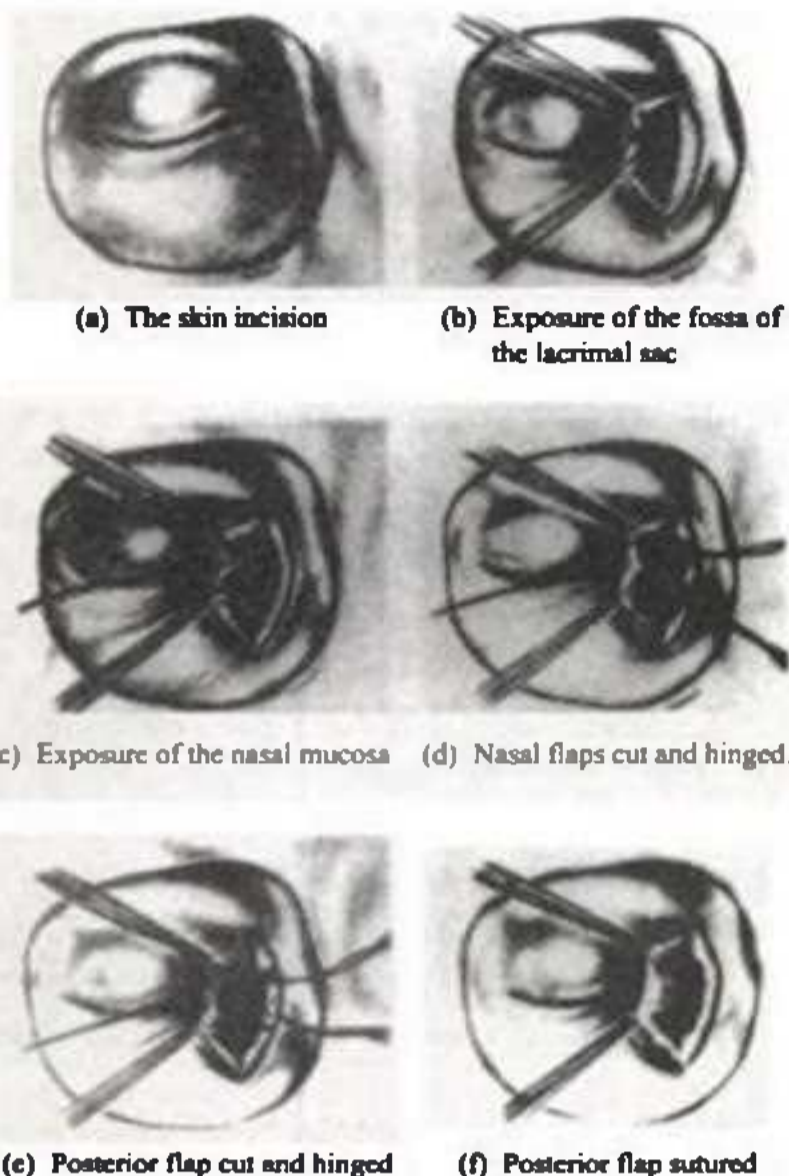 (a) The skin incision
(b) Exposure of the fossa of
the lacrimal sac
c) Exposure of the nasal mucosa
(d) Nasal flaps cut and hinged.
(e) Posterior flap cut and hinged
(f) Posterior flap sutured